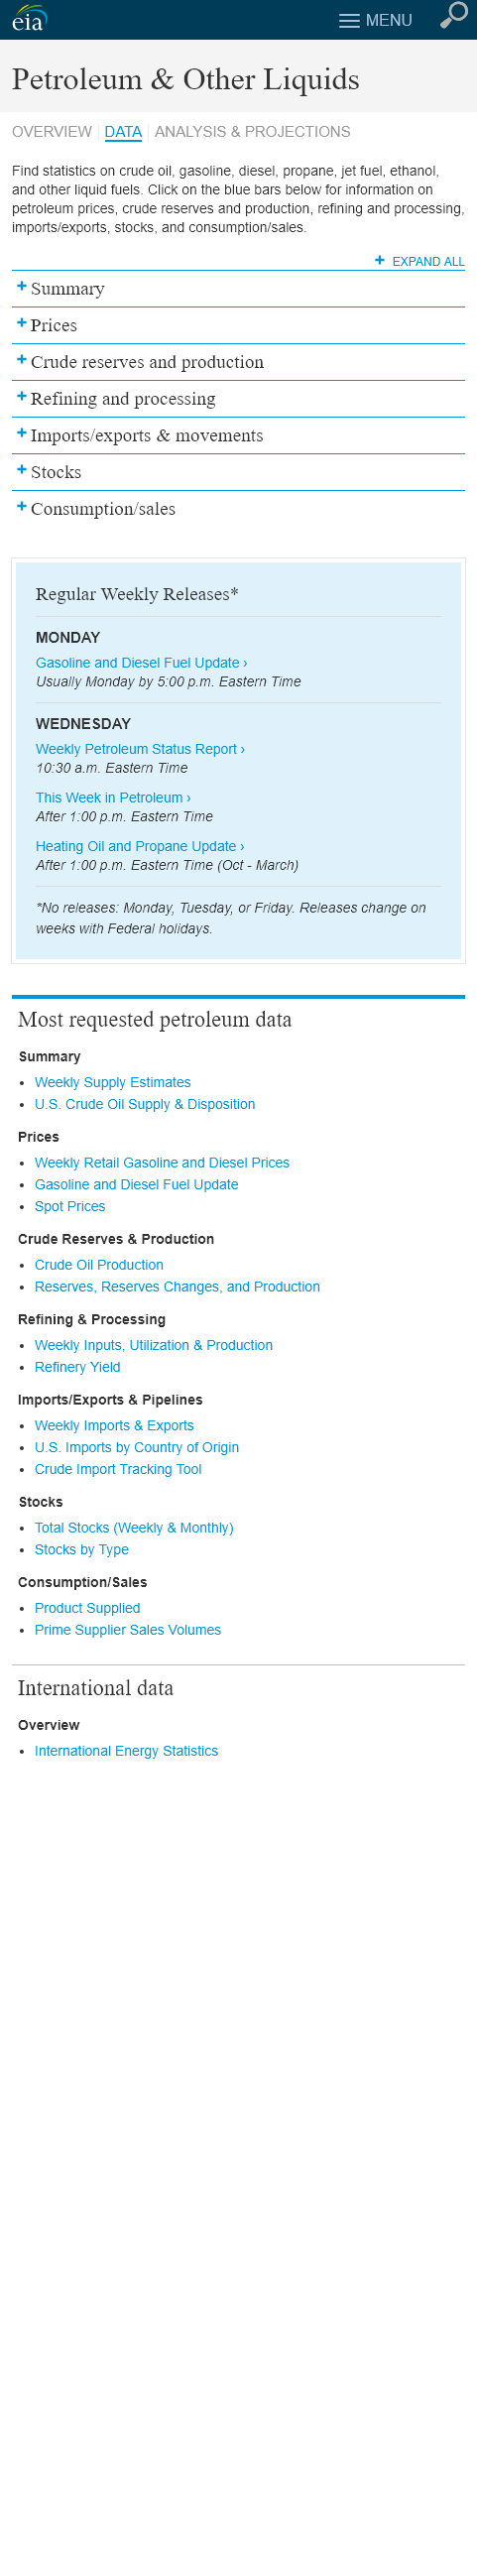 eia
MENU
Petroleum & Other Liquids
OVERVIEW DATA ANALYSIS & PROJECTIONS
Find statistics on crude oil, gasoline, diesel, propane, jet fuel, ethanol,
and other liquid fuels. Click on the blue bars below for information on
petroleum prices, crude reserves and production, refining and processing,
imports/exports, stocks, and consumption/sales.
+ EXPAND ALL
+ Summary
+ Prices
+ Crude reserves and production
+ Refining and processing
+ Imports/exports & movements
+ Stocks
+ Consumption/sales
Regular Weekly Releases*
MONDAY
Gasoline and Diesel Fuel Update ›
Usually Monday by 5:00 p.m. Eastern Time
WEDNESDAY
Weekly Petroleum Status Report ›
10:30 a.m. Eastern Time
This Week in Petroleum ›
After 1:00 p.m. Eastern Time
Heating Oil and Propane Update ›
After 1:00 p.m. Eastern Time (Oct - March)
*No releases: Monday, Tuesday, or Friday. Releases change on
weeks with Federal holidays.
Most requested petroleum data
Summary
• Weekly Supply Estimates
• U.S. Crude Oil Supply & Disposition
Prices
• Weekly Retail Gasoline and Diesel Prices
• Gasoline and Diesel Fuel Update
• Spot Prices
Crude Reserves & Production
• Crude Oil Production
• Reserves, Reserves Changes, and Production
Refining & Processing
• Weekly Inputs, Utilization & Production
• Refinery Yield
Imports/Exports & Pipelines
• Weekly Imports & Exports
• U.S. Imports by Country of Origin
• Crude Import Tracking Tool
Stocks
• Total Stocks (Weekly & Monthly)
• Stocks by Type
Consumption/Sales
• Product Supplied
• Prime Supplier Sales Volumes
International data
Overview
• International Energy Statistics